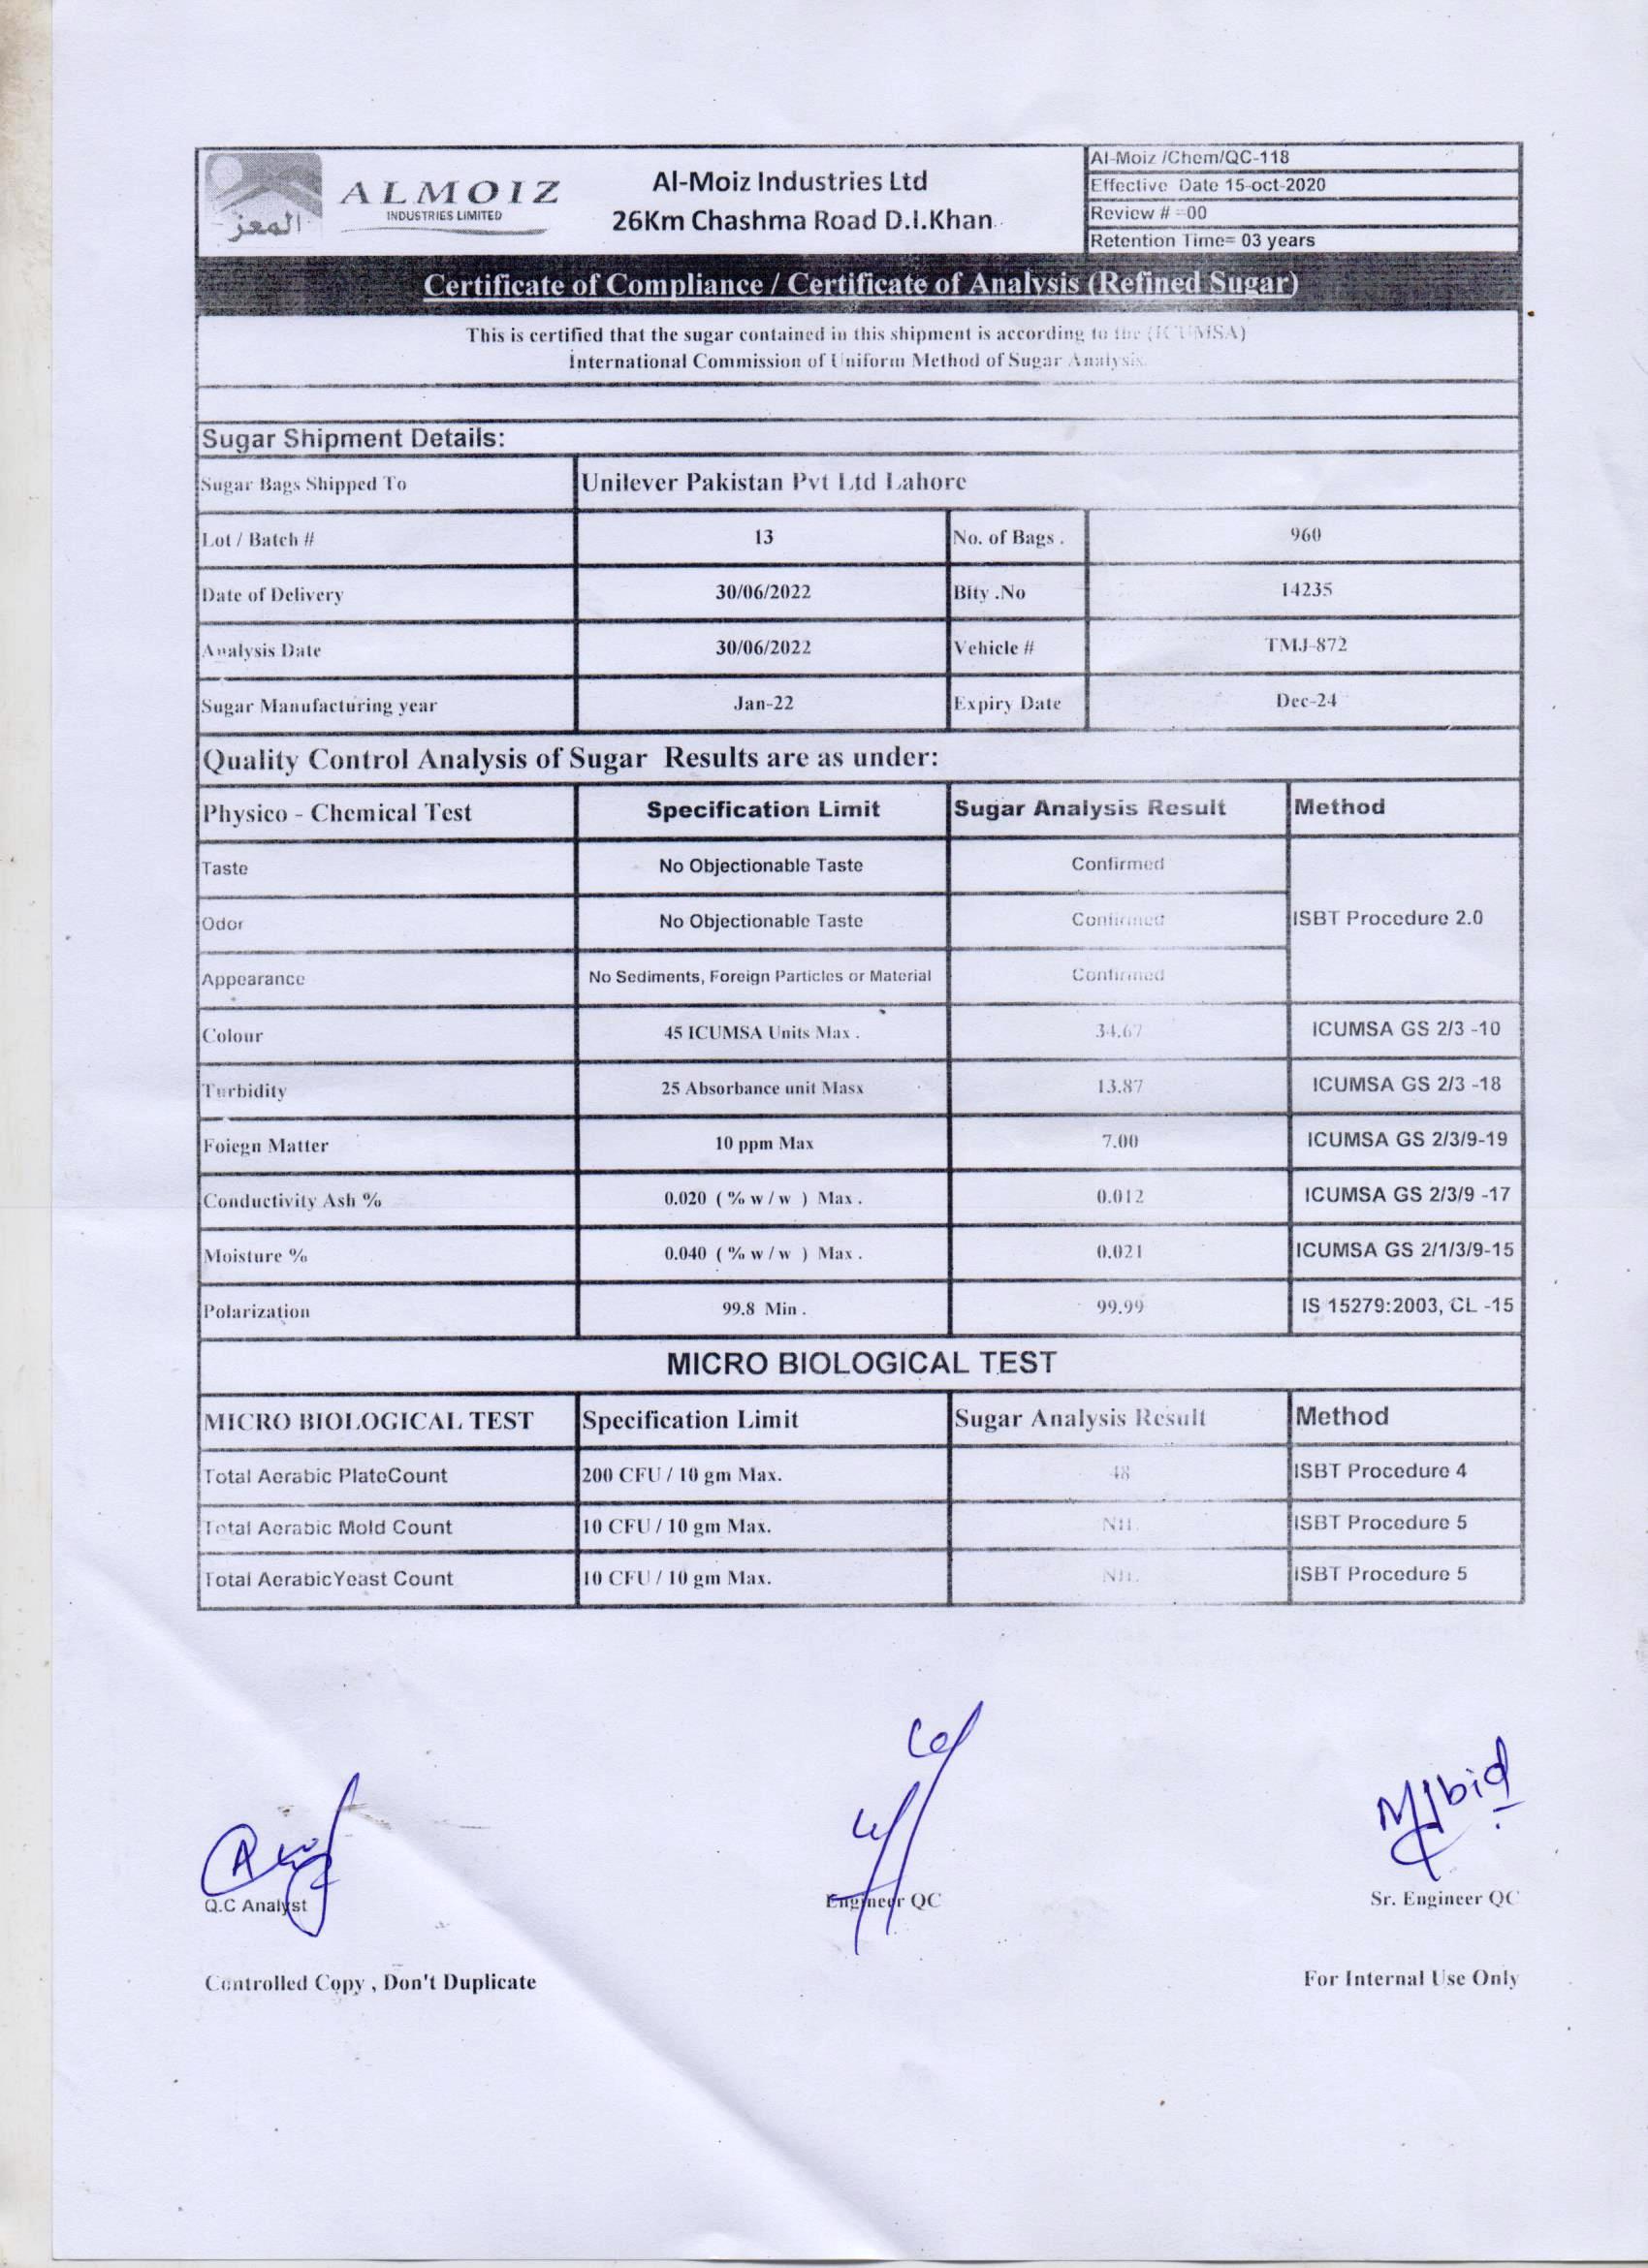 المعز
ALMOIZ
INDUSTRIES LIMITED
Al-Moiz Industries Ltd
26Km Chashma Road D.I.Khan.
Al-Moiz /Chem/QC-118
Effective Date 15-oct-2020
Review # =00
Retention Time= 03 years
Certificate of Compliance / Certificate of Analysis (Refined Sugar)
This is certified that the sugar contained in this shipment is according to the (ICUMSA)
International Commission of Uniform Method of Sugar Analysis.
Sugar Shipment Details:
Sugar Bags Shipped To Unilever Pakistan Pvt Ltd Lahore
Lot / Batch # 13 No. of Bags . 960
Date of Delivery 30/06/2022 Blty .No 14235
Analysis Date 30/06/2022 Vehicle # TMJ-872
Sugar Manufacturing year Jan-22 Expiry Date Dec-24
Quality Control Analysis of Sugar Results are as under:
Physico - Chemical Test Specification Limit Sugar Analysis Result Method
Taste No Objectionable Taste Confirmed
Odor No Objectionable Taste Confirmed ISBT Procedure 2.0
Appearance No Sediments, Foreign Particles or Material Confirmed
Colour 45 ICUMSA Units Max . 34.67 ICUMSA GS 2/3 -10
Turbidity 25 Absorbance unit Masx 13.87 ICUMSA GS 2/3 -18
Foiegn Matter 10 ppm Max 7.00 ICUMSA GS 2/3/9-19
Conductivity Ash % 0.020 ( % w / w ) Max . 0.012 ICUMSA GS 2/3/9 -17
Moisture % 0.040 ( % w / w ) Max . 0.021 ICUMSA GS 2/1/3/9-15
Polarization 99.8 Min . 99.99 IS 15279:2003, CL -15
MICRO BIOLOGICAL TEST
MICRO BIOLOGICAL TEST Specification Limit Sugar Analysis Result Method
Total Aerabic PlateCount 200 CFU / 10 gm Max. 48 ISBT Procedure 4
Total Aerabic Mold Count 10 CFU / 10 gm Max. NIL ISBT Procedure 5
Total AerabicYeast Count 10 CFU / 10 gm Max. NIL ISBT Procedure 5
Q.C Analyst Engineer QC Sr. Engineer QC
Controlled Copy , Don't Duplicate For Internal Use Only